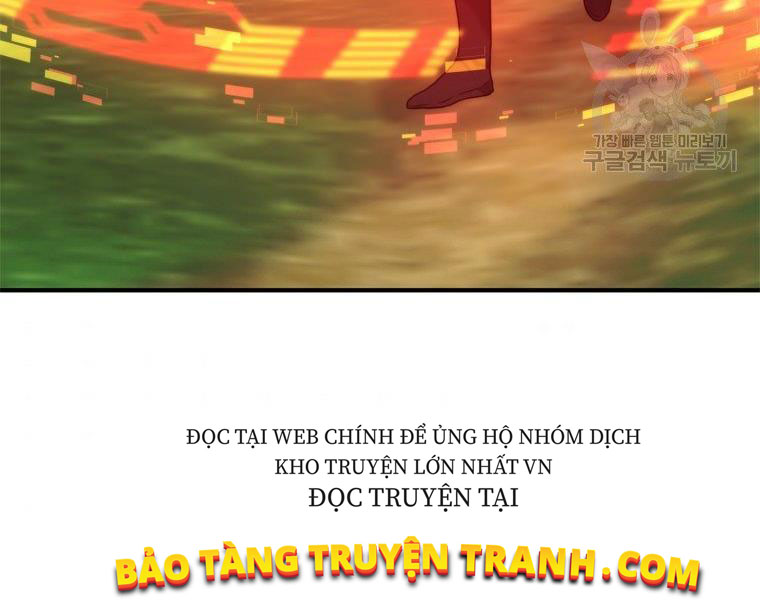 가장 빠른 웹툰 미리보기
구글검색 뉴토끼
ĐỌC TẠI WEB CHÍNH ĐỂ ỦNG HỘ NHÓM DỊCH
KHO TRUYỆN LỚN NHẤT VN
ĐỌC TRUYỆN TẠI
BẢO TÀNG TRUYỆN TRANH.COM